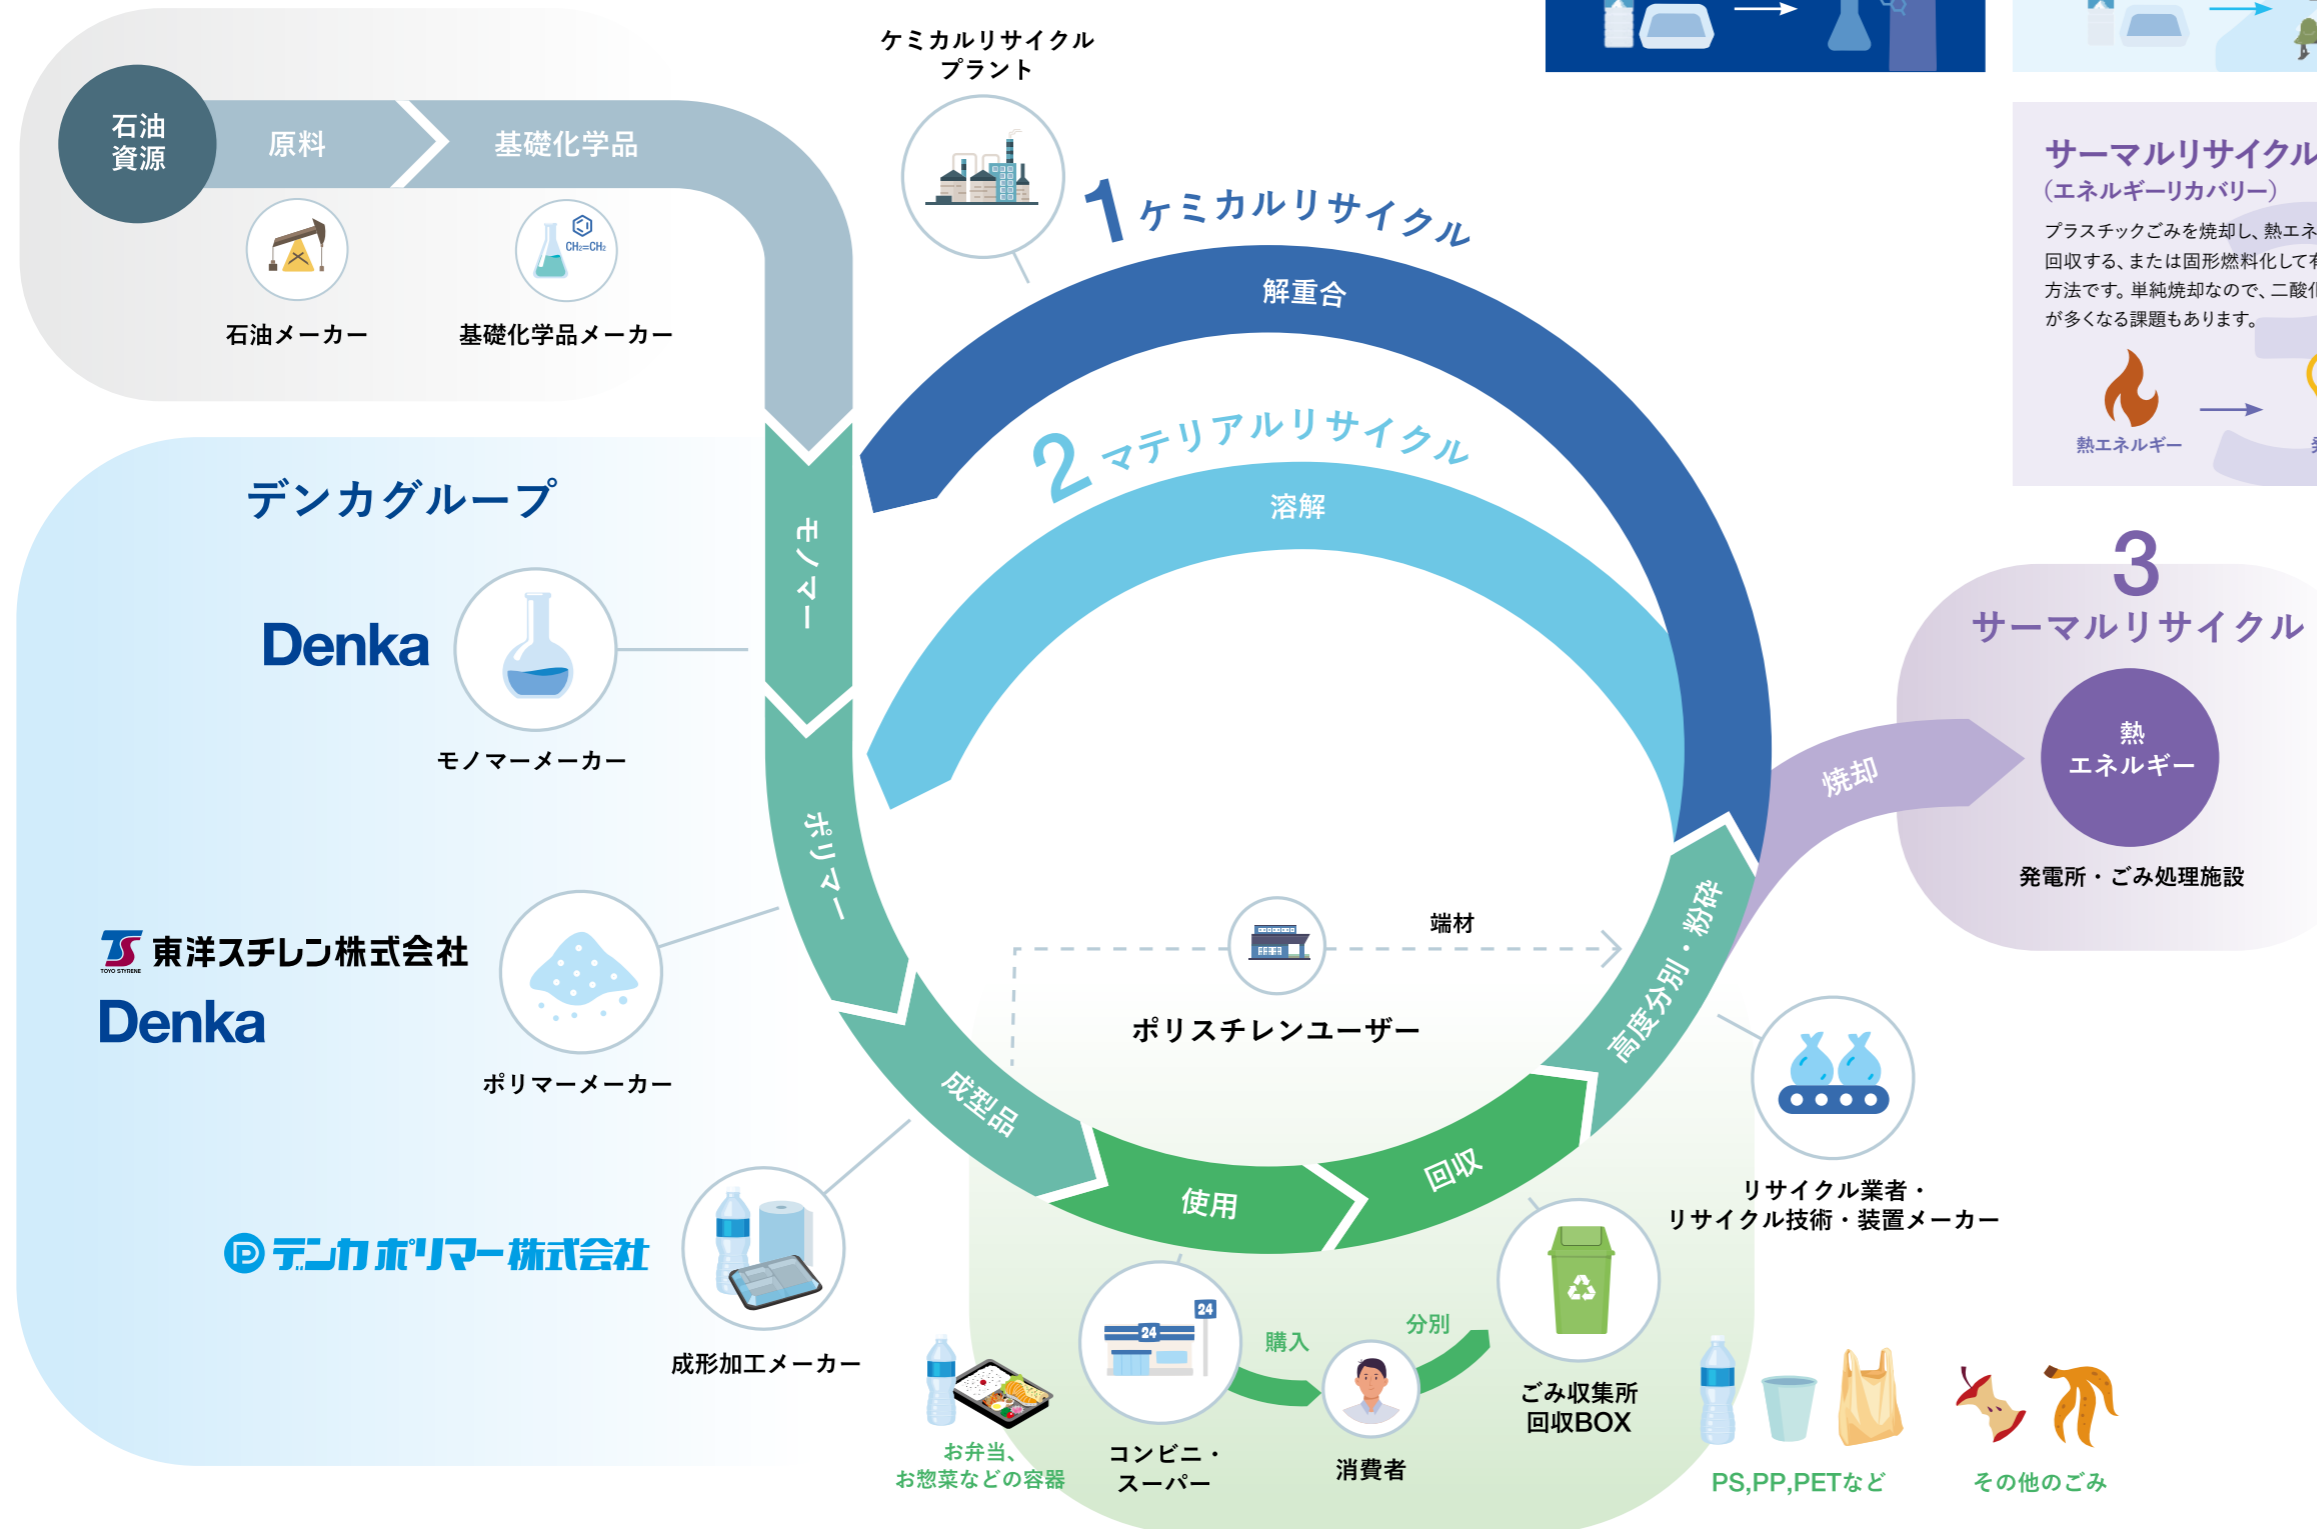 ケミカルリサイクル
プラント
石油
資源
原料
基礎化学品
CH₂=CH₂
石油メーカー
基礎化学品メーカー
1 ケミカルリサイクル
解重合
2 マテリアルリサイクル
溶解
サーマルリサイクル
（エネルギーリカバリー）
プラスチックごみを焼却し、熱エネ
回収する、または固形燃料化して
方法です。単純焼却なので、二酸
が多くなる課題もあります。
熱エネルギー
デンカグループ
Denka
モノマーメーカー
モノマー
3
サーマルリサイクル
熱
エネルギー
焼却
発電所・ごみ処理施設
ポリマー
TS 東洋スチレン株式会社
TOYO STYRENE
Denka
ポリマーメーカー
端材
ポリスチレンユーザー
高度分別・粉砕
成型品
使用
回収
リサイクル業者・
リサイクル技術・装置メーカー
デンカポリマー株式会社
成形加工メーカー
24
24
購入
分別
お弁当、
お惣菜などの容器
コンビニ・
スーパー
消費者
ごみ収集所
回収BOX
PS,PP,PETなど
その他のごみ